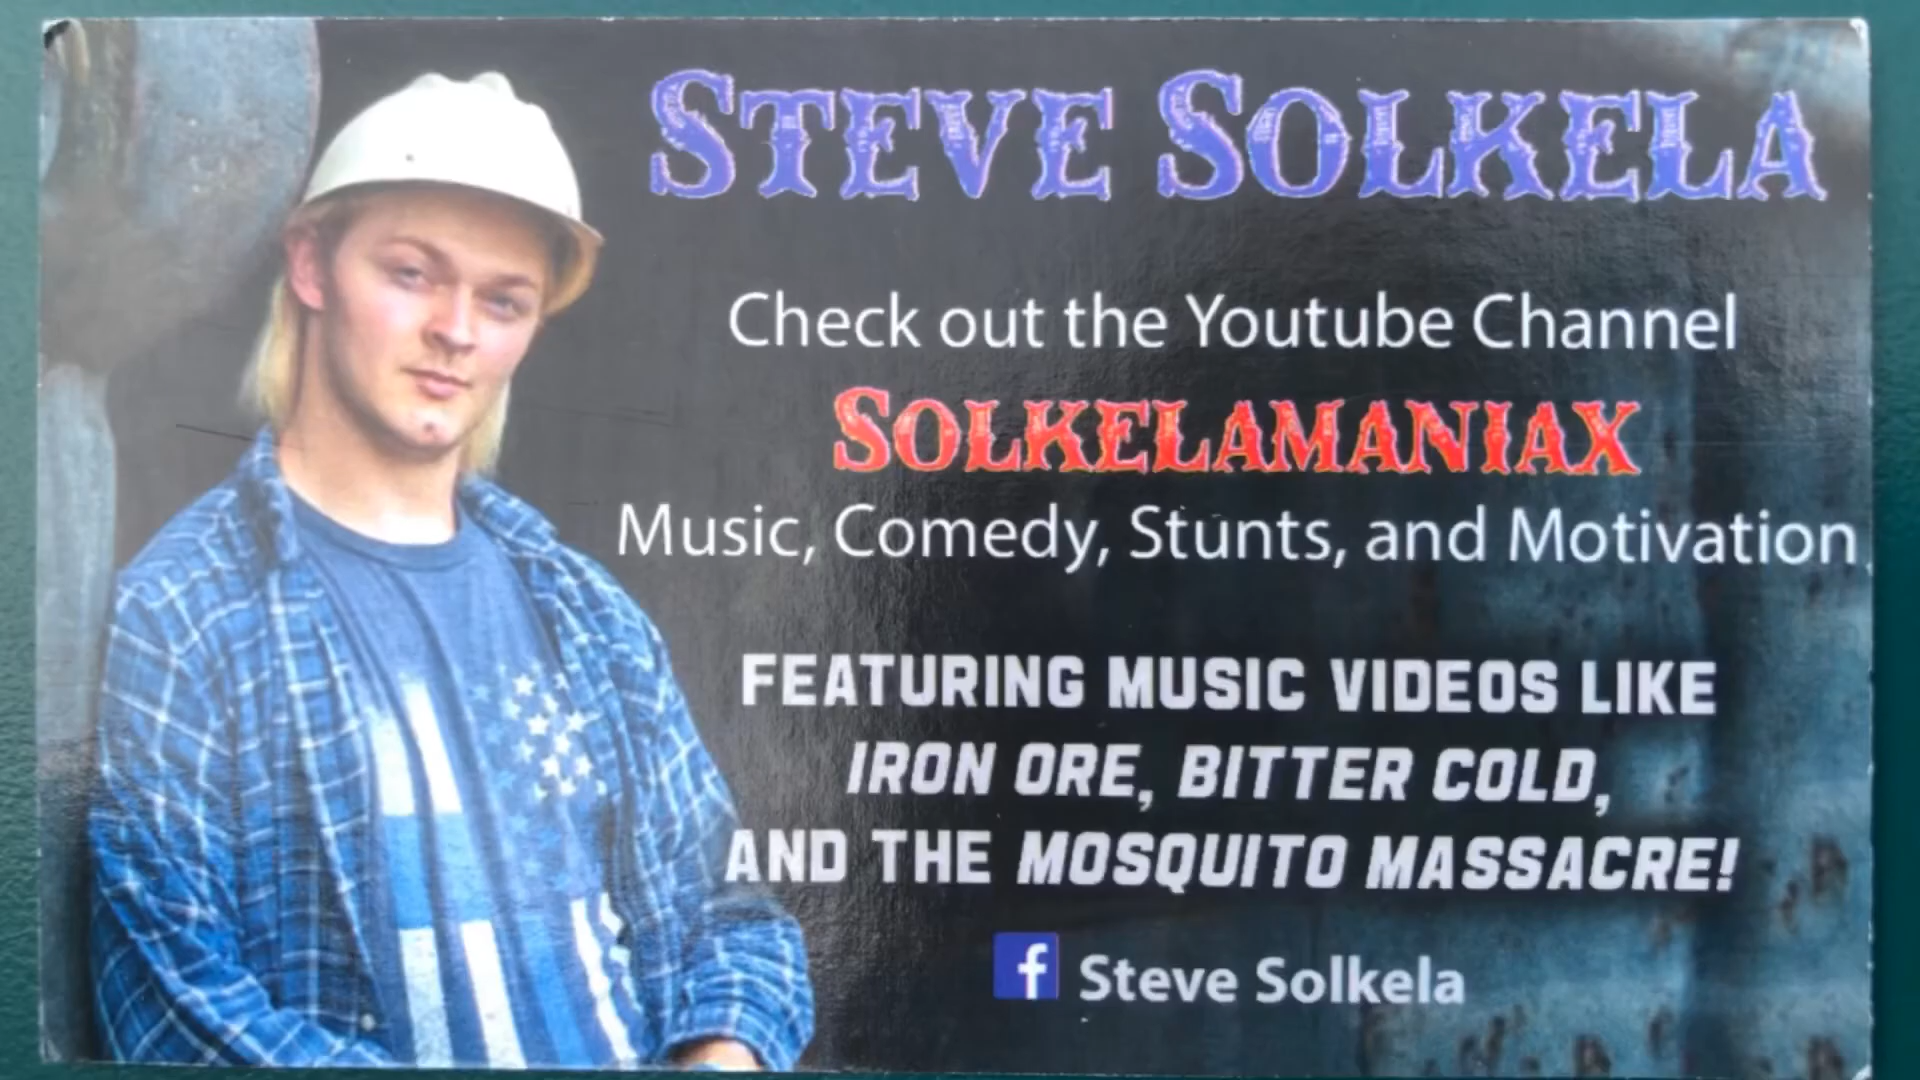 STEVE SOLKELA
Check out the Youtube Channel
SOLKELAMANIAX
Music, Comedy, Stunts, and Motivation
FEATURING MUSIC VIDEOS LIKE
IRON ORE, BITTER COLD,
AND THE MOSQUITO MASSACRE!
f Steve Solkela